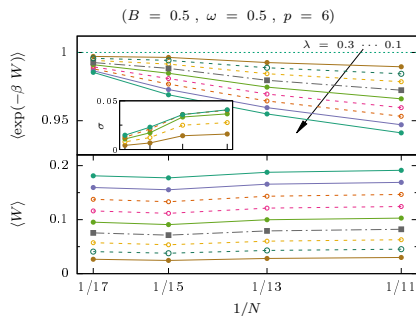 (B = 0.5 , ω = 0.5 , p = 6)
1
λ = 0.3 ··· 0.1
⟨exp(−β W)⟩
0.95
0.05
σ
0
0.2
⟨W⟩
0.1
0
1/17 1/15 1/13 1/11
1/N